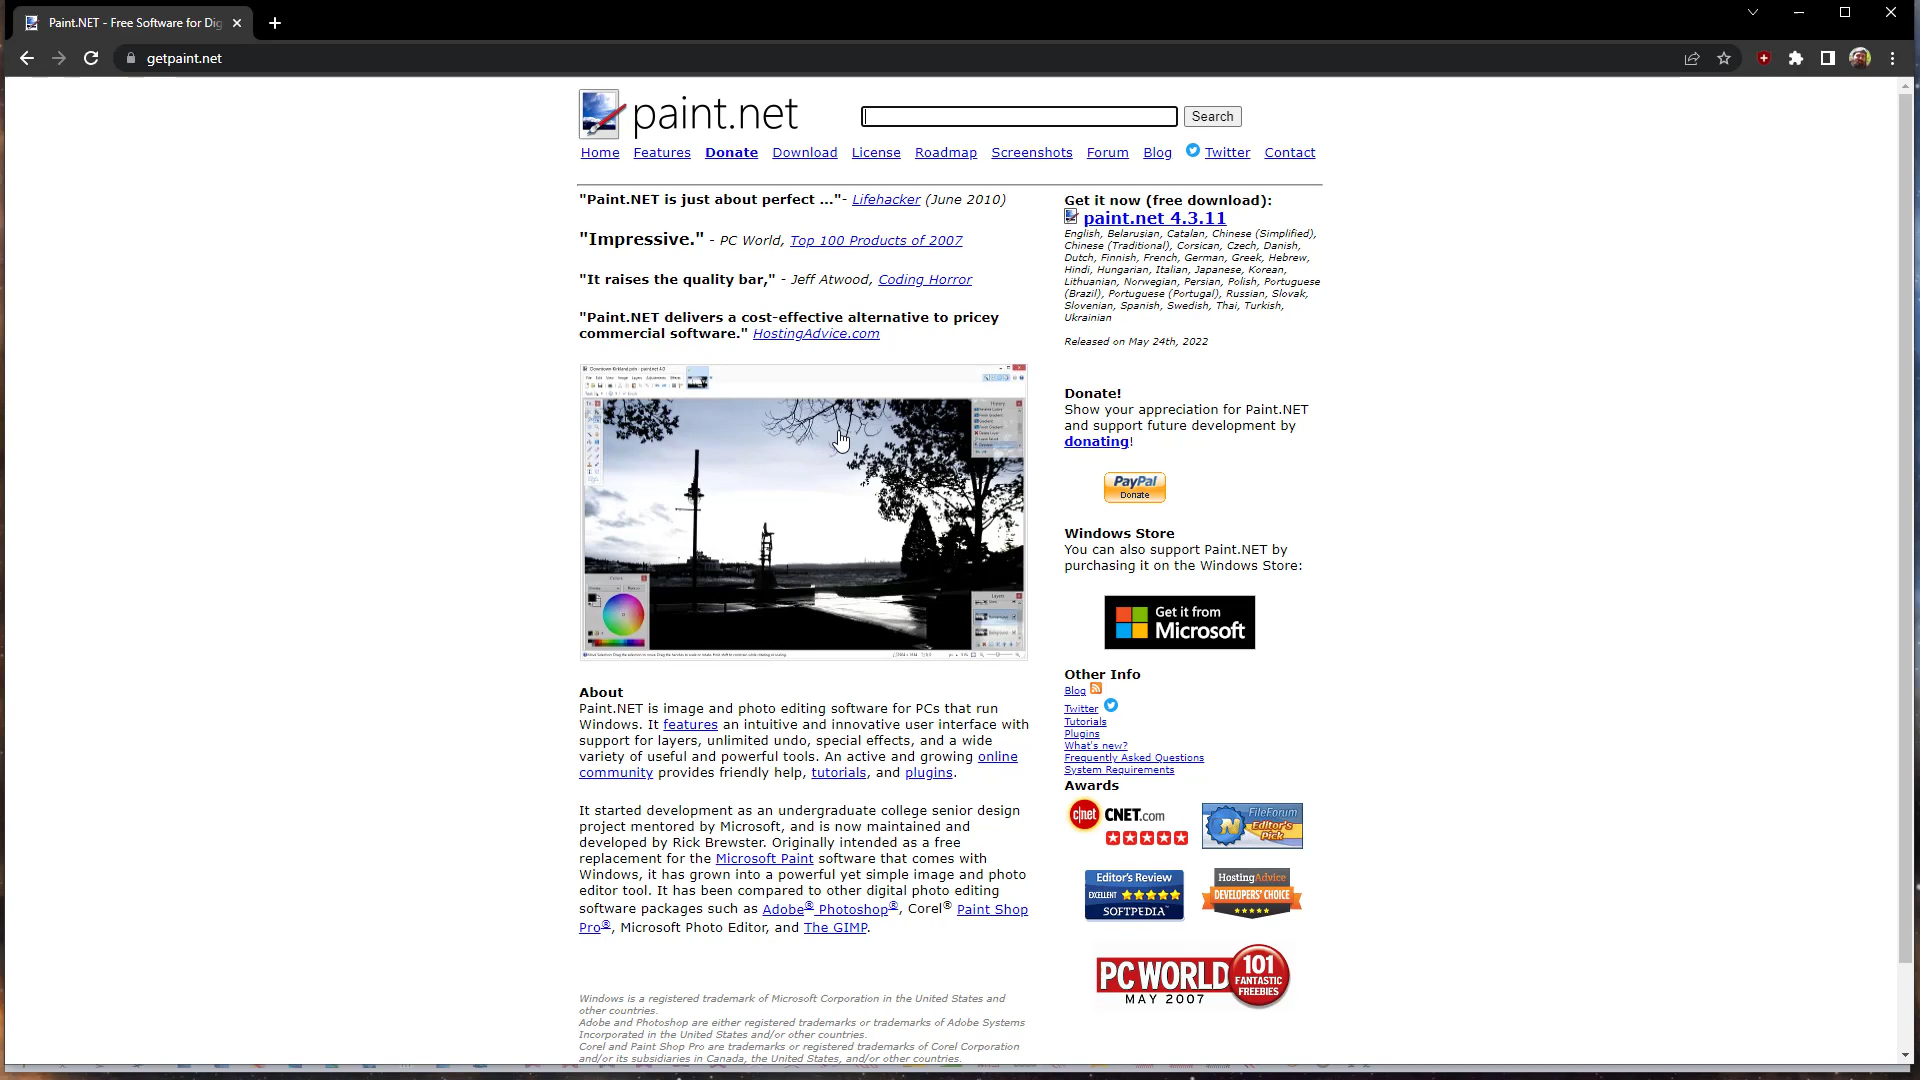 Paint.NET - Free Software for Dig
getpaint.net
paint.net
Search
Home Features Donate Download License Roadmap Screenshots Forum Blog Twitter Contact
"Paint.NET is just about perfect ..."- Lifehacker (June 2010)
"Impressive." - PC World, Top 100 Products of 2007
"It raises the quality bar," - Jeff Atwood, Coding Horror
"Paint.NET delivers a cost-effective alternative to pricey
commercial software." HostingAdvice.com
About
Paint.NET is image and photo editing software for PCs that run
Windows. It features an intuitive and innovative user interface with
support for layers, unlimited undo, special effects, and a wide
variety of useful and powerful tools. An active and growing online
community provides friendly help, tutorials, and plugins.
It started development as an undergraduate college senior design
project mentored by Microsoft, and is now maintained and
developed by Rick Brewster. Originally intended as a free
replacement for the Microsoft Paint software that comes with
Windows, it has grown into a powerful yet simple image and photo
editor tool. It has been compared to other digital photo editing
software packages such as Adobe® Photoshop®, Corel® Paint Shop
Pro®, Microsoft Photo Editor, and The GIMP.
Windows is a registered trademark of Microsoft Corporation in the United States and
other countries.
Adobe and Photoshop are either registered trademarks or trademarks of Adobe Systems
Incorporated in the United States and/or other countries.
Corel and Paint Shop Pro are trademarks or registered trademarks of Corel Corporation
and/or its subsidiaries in Canada, the United States, and/or other countries.
Get it now (free download):
paint.net 4.3.11
English, Belarusian, Catalan, Chinese (Simplified),
Chinese (Traditional), Corsican, Czech, Danish,
Dutch, Finnish, French, German, Greek, Hebrew,
Hindi, Hungarian, Italian, Japanese, Korean,
Lithuanian, Norwegian, Persian, Polish, Portuguese
(Brazil), Portuguese (Portugal), Russian, Slovak,
Slovenian, Spanish, Swedish, Thai, Turkish,
Ukrainian
Released on May 24th, 2022
Donate!
Show your appreciation for Paint.NET
and support future development by
donating!
PayPal
Donate
Windows Store
You can also support Paint.NET by
purchasing it on the Windows Store:
Get it from
Microsoft
Other Info
Blog
Twitter
Tutorials
Plugins
What's new?
Frequently Asked Questions
System Requirements
Awards
c|net CNET.com
FileForum
Editor's
Pick
Editor's Review
EXCELLENT
SOFTPEDIA
HostingAdvice
DEVELOPERS' CHOICE
PC WORLD
MAY 2007
101
FANTASTIC
FREEBIES